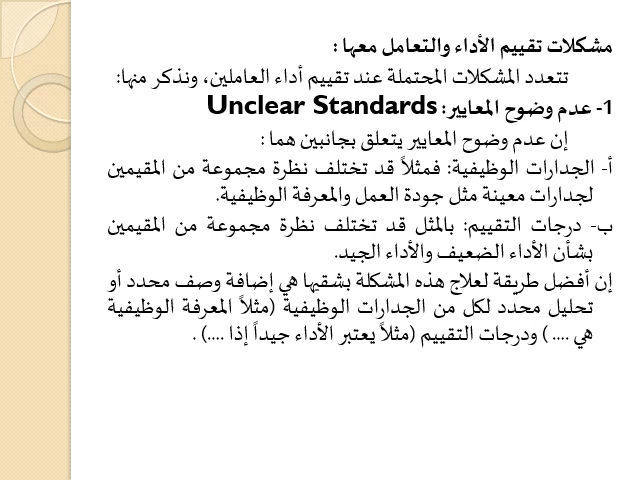 مشكلات تقييم الأداء والتعامل معها :
تتعدد المشكلات المحتملة عند تقييم أداء العاملين، ونذكر منها:
1- عدم وضوح المعايير: Unclear Standards
إن عدم وضوح المعايير يتعلق بجانبين هما :
أ- الجدارات الوظيفية: فمثلاً قد تختلف نظرة مجموعة من المقيمين
لجدارات معينة مثل جودة العمل والمعرفة الوظيفية.
ب- درجات التقييم: بالمثل قد تختلف نظرة مجموعة من المقيمين
بشأن الأداء الضعيف والأداء الجيد.
إن أفضل طريقة لعلاج هذه المشكلة بشقيها هي إضافة وصف محدد أو
تحليل محدد لكل من الجدارات الوظيفية (مثلاً المعرفة الوظيفية
هي .... ) ودرجات التقييم (مثلاً يعتبر الأداء جيداً إذا ....) .